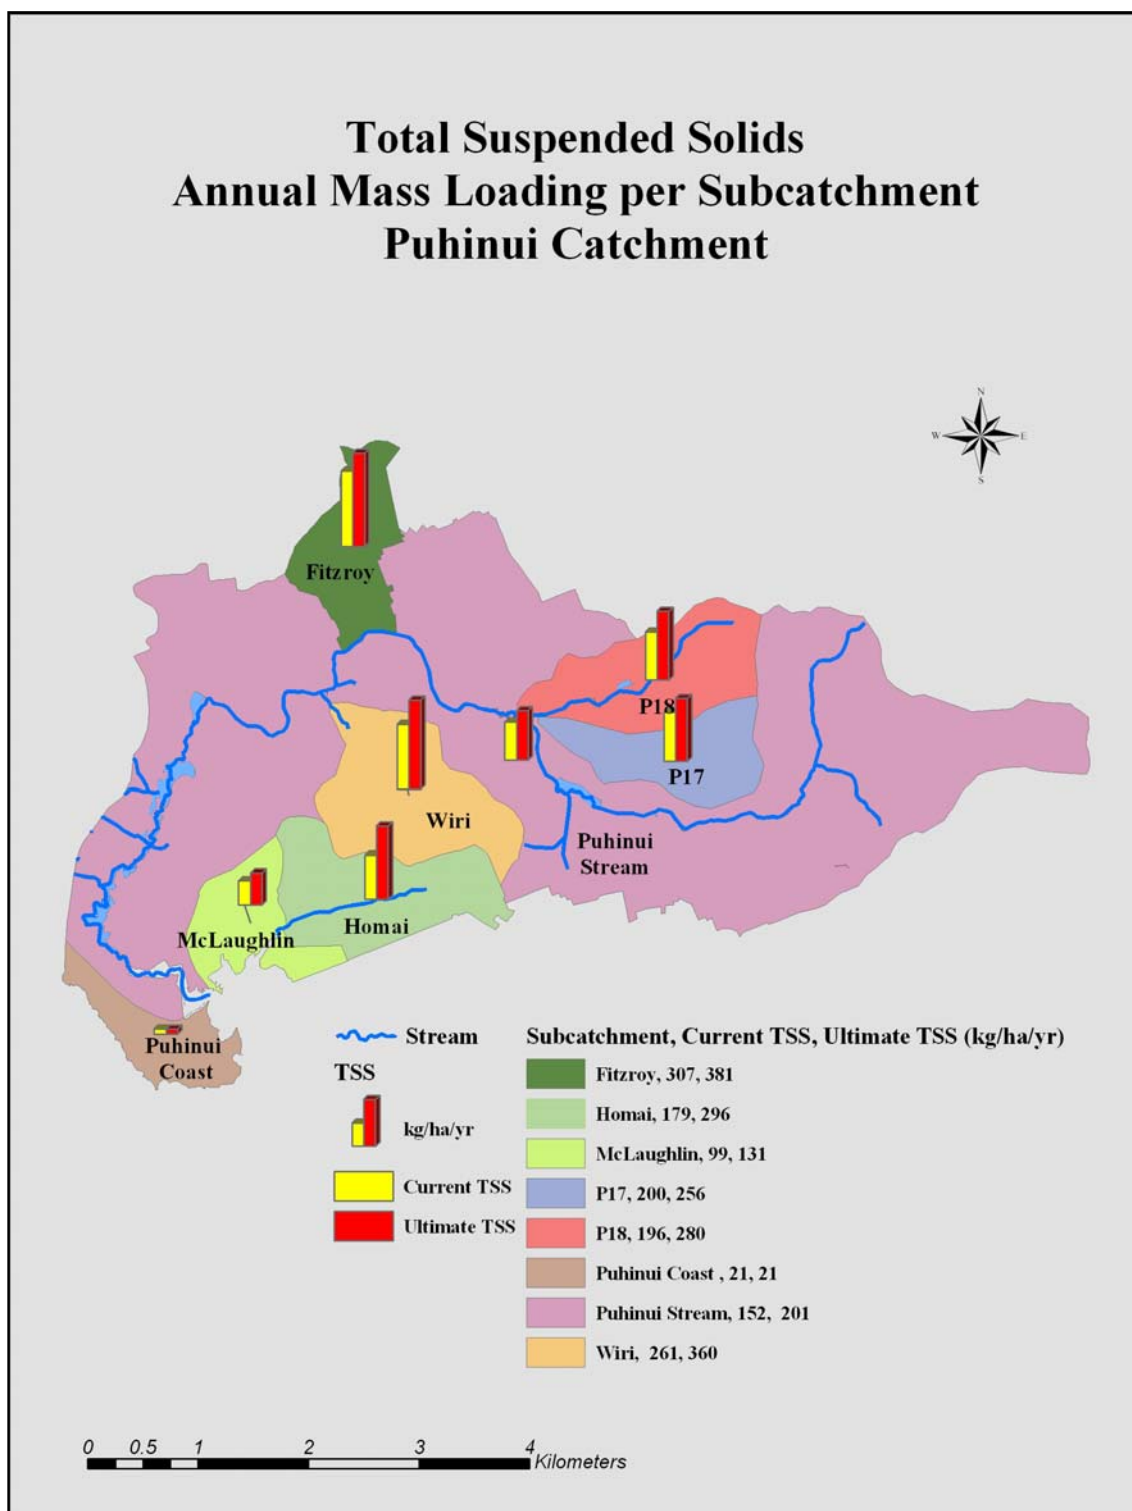 Total Suspended Solids
Annual Mass Loading per Subcatchment
Puhinui Catchment
N
W
E
S
Fitzroy
P18
P17
Wiri
Puhinui
Stream
Homai
McLaughlin
Puhinui
Coast
Stream
TSS
kg/ha/yr
Current TSS
Ultimate TSS
Subcatchment, Current TSS, Ultimate TSS (kg/ha/yr)
Fitzroy, 307, 381
Homai, 179, 296
McLaughlin, 99, 131
P17, 200, 256
P18, 196, 280
Puhinui Coast , 21, 21
Puhinui Stream, 152, 201
Wiri, 261, 360
0 0.5 1 2 3 4
Kilometers